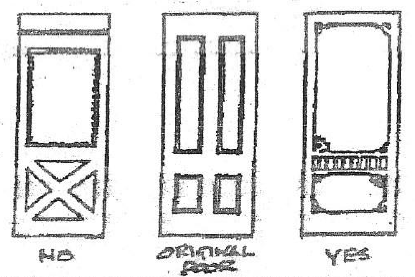 NO
ORIGINAL
DOOR
YES